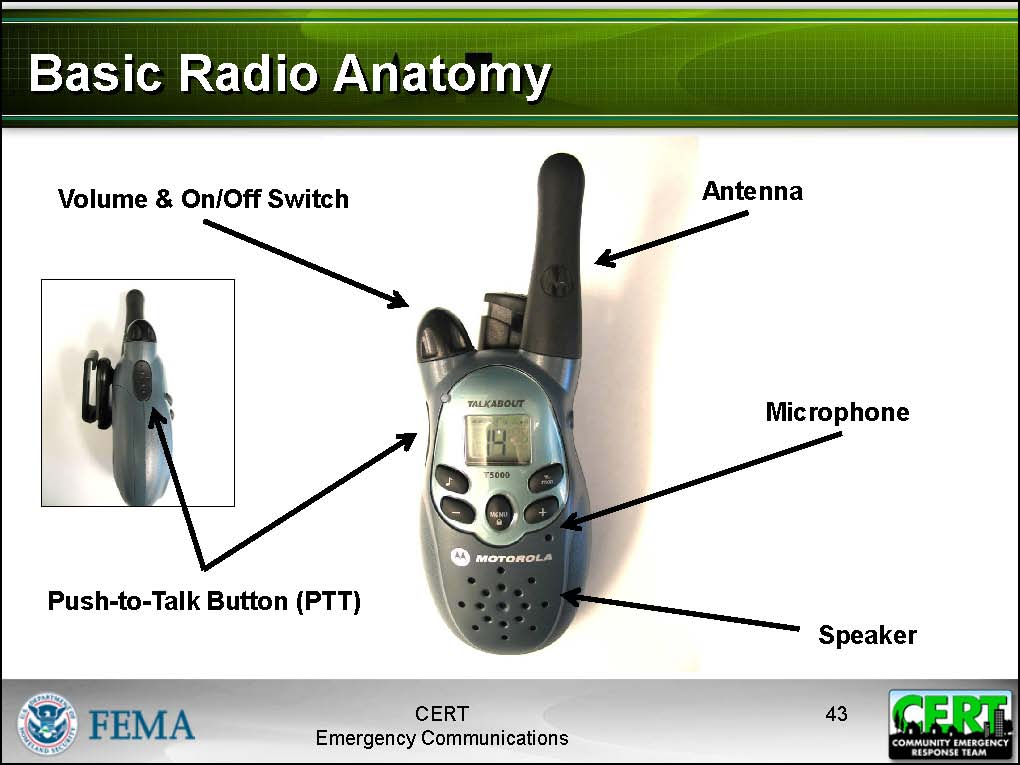 Basic Radio Anatomy
Volume & On/Off Switch
Antenna
TALKABOUT
14
T5000
MENU
Microphone
MOTOROLA
Push-to-Talk Button (PTT)
Speaker
FEMA
CERT
Emergency Communications
43
CERT
COMMUNITY EMERGENCY
RESPONSE TEAM